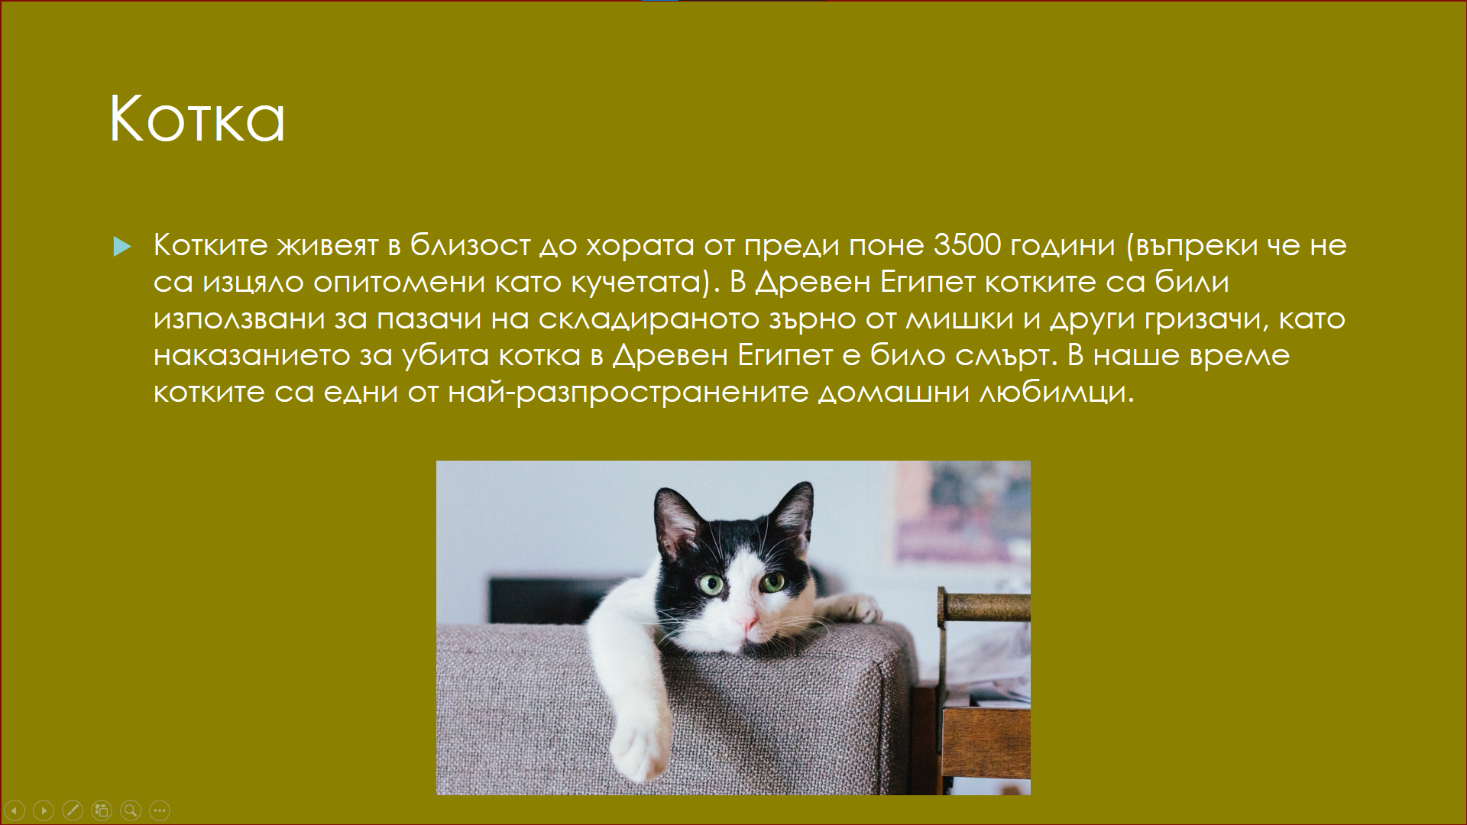 Котка
Котките живеят в близост до хората от преди поне 3500 години (въпреки че не
са изцяло опитомени като кучетата). В Древен Египет котките са били
използвани за пазачи на складираното зърно от мишки и други гризачи, като
наказанието за убита котка в Древен Египет е било смърт. В наше време
котките са едни от най-разпространените домашни любимци.